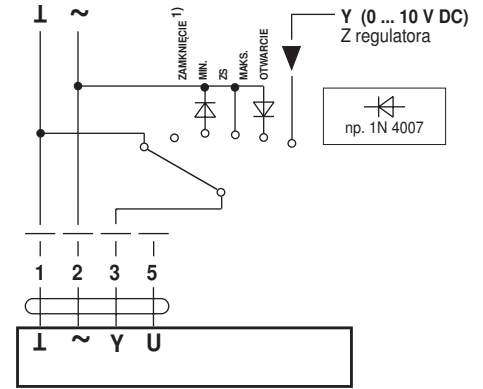 ⊥ ~
ZAMKNIĘCIE 1)
MIN.
ZS
MAKS.
OTWARCIE
Y (0 ... 10 V DC)
Z regulatora
np. 1N 4007
1 2 3 5
⊥ ~ Y U